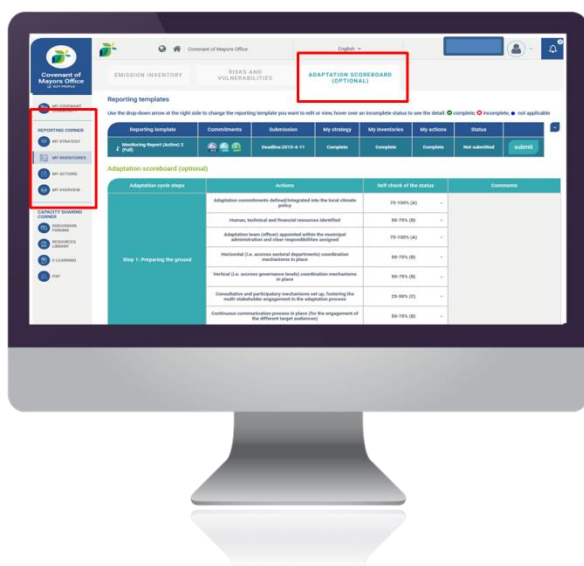 Covenant of Mayors Office
English
Covenant of
Mayors Office
EMISSION INVENTORY
RISKS AND
VULNERABILITIES
ADAPTATION SCOREBOARD
(OPTIONAL)
MY COVENANT
REPORTING CORNER
MY STRATEGY
MY INVENTORIES
MY ACTIONS
MY OVERVIEW
CAPACITY SHARING
CORNER
DISCUSSION
FORUMS
RESOURCES
LIBRARY
E-LEARNING
PDF
Reporting templates
Use the drop-down arrow at the right side to change the reporting template you want to edit or view, hover over an incomplete status to see the detail: complete, incomplete, not applicable
Reporting template Commitments Submission My strategy My inventories My actions Status
Monitoring Report (Active) 2 (Full) Deadline:2019-4-11 Complete Complete Complete Not submitted submit
Adaptation scoreboard (optional)
Adaptation cycle steps Actions Self check of the status Comments
Step 1: Preparing the ground
Adaptation commitments defined/integrated into the local climate policy 75-100% (A)
Human, technical and financial resources identified 50-75% (B)
Adaptation team (officer) appointed within the municipal administration and clear responsibilities assigned 75-100% (A)
Horizontal (i.e. accross sectoral departments) coordination mechanisms in place 50-75% (B)
Vertical (i.e. accross governance levels) coordination mechanisms in place 50-75% (B)
Consultative and participatory mechanisms set up, fostering the multi-stakeholder engagement in the adaptation process 25-50% (C)
Continuous communication process in place (for the engagement of the different target audiences) 50-75% (B)